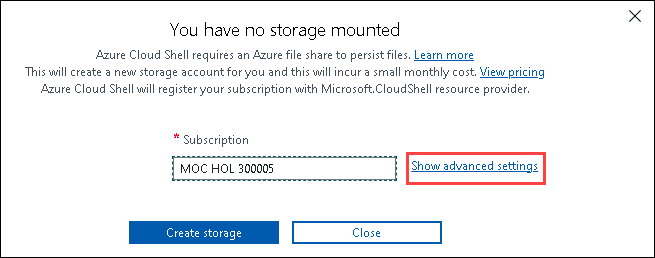 You have no storage mounted
Azure Cloud Shell requires an Azure file share to persist files. Learn more
This will create a new storage account for you and this will incur a small monthly cost. View pricing
Azure Cloud Shell will register your subscription with Microsoft.CloudShell resource provider.
* Subscription
MOC HOL 300005
Show advanced settings
Create storage
Close